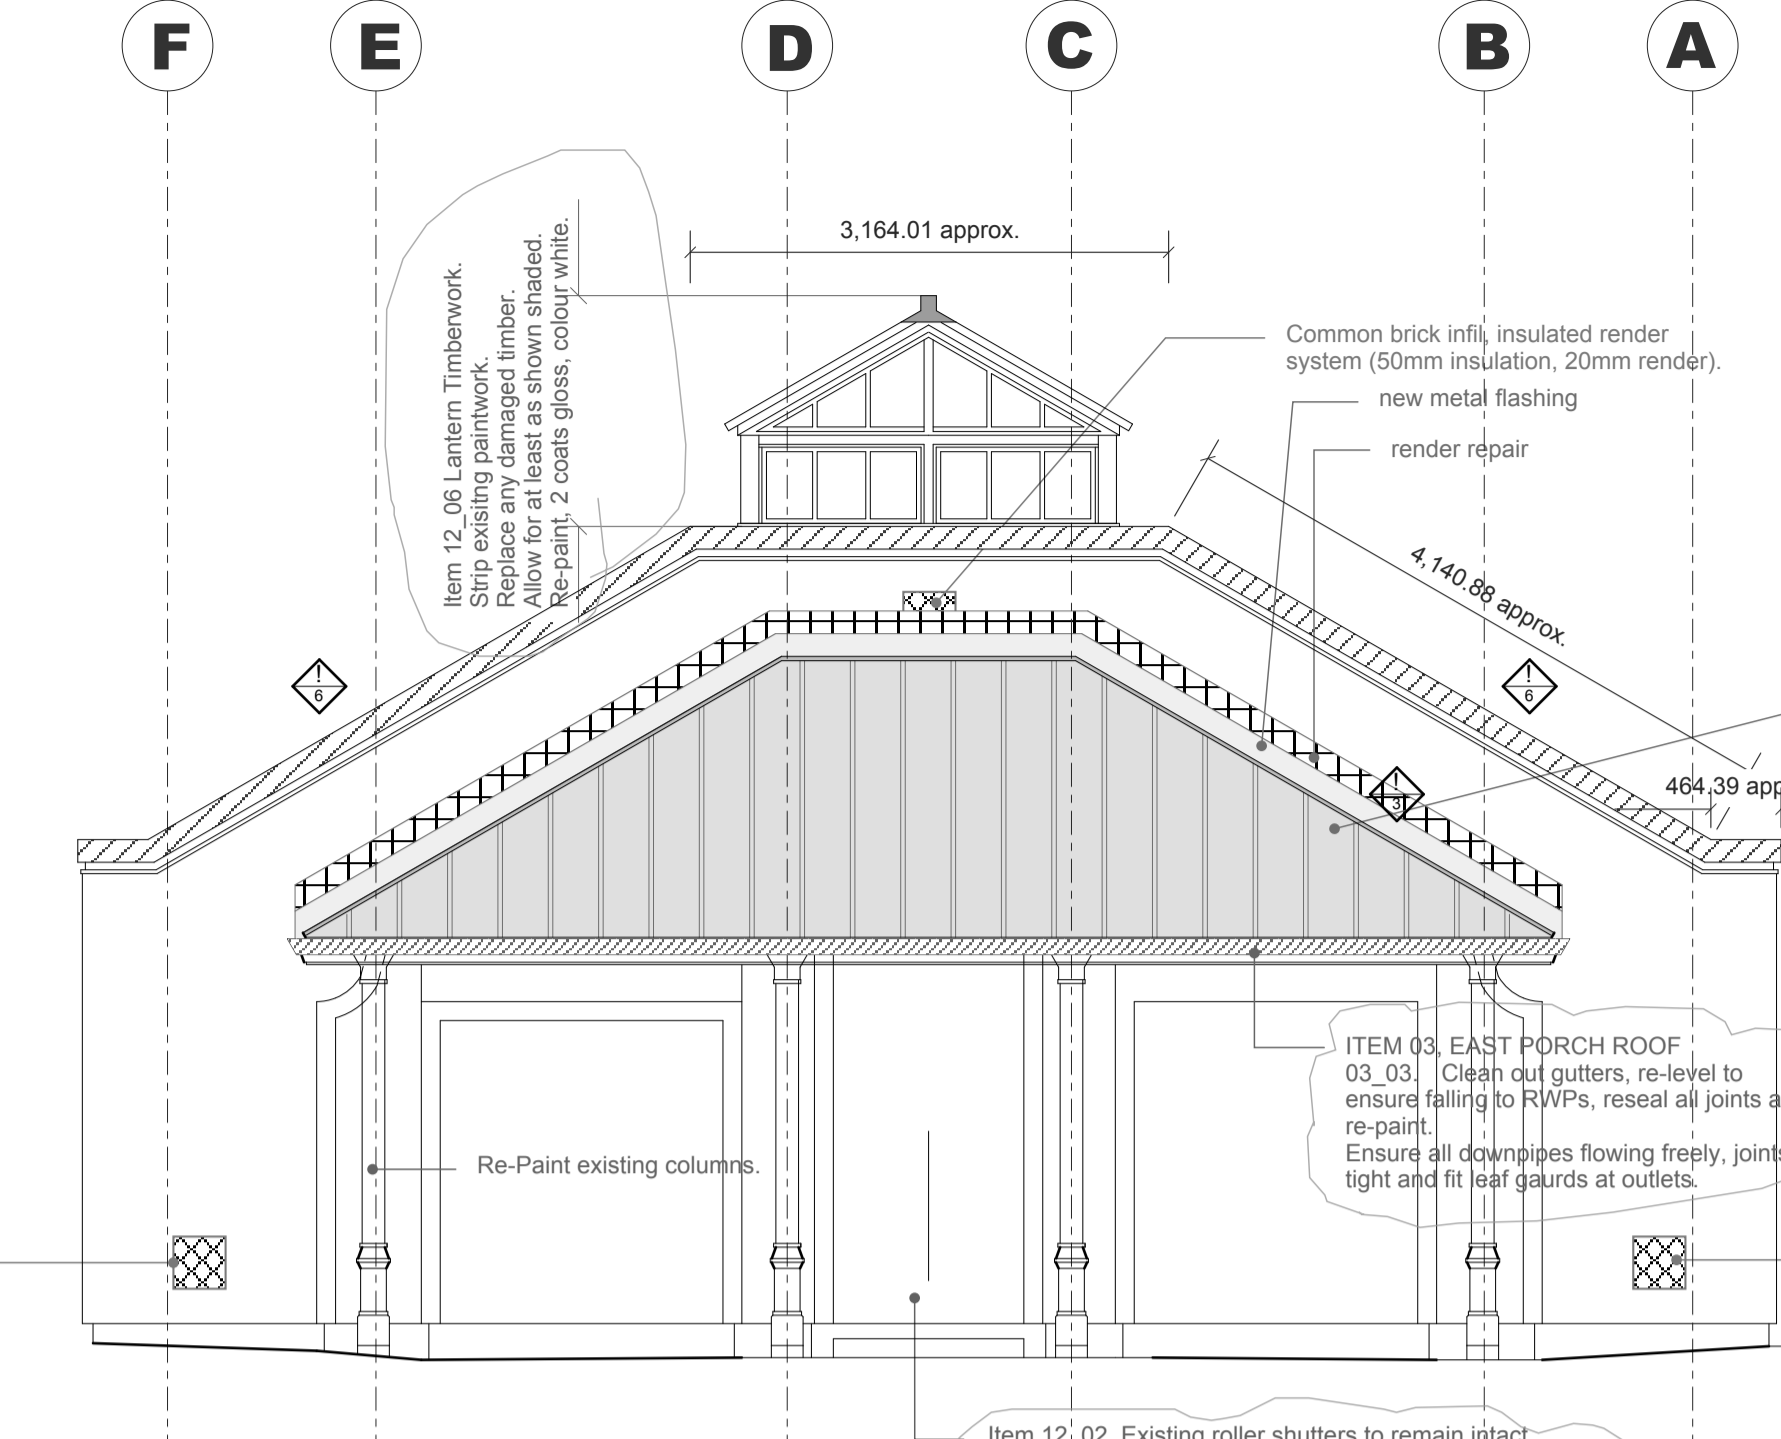 F E D C B A
3,164.01 approx.
Item 12_06 Lantern Timberwork.
Strip exisitng paintwork.
Replace any damaged timber.
Allow for at least as shown shaded.
Re-paint, 2 coats gloss, colour white.
Common brick infil, insulated render
system (50mm insulation, 20mm render).
new metal flashing
render repair
4,140.88 approx.
!
6
!
6
464.39 app
!
3
ITEM 03, EAST PORCH ROOF
03_03. Clean out gutters, re-level to
ensure falling to RWPs, reseal all joints a
re-paint.
Ensure all downpipes flowing freely, joints
tight and fit leaf gaurds at outlets.
Re-Paint existing columns.
Item 12_02 Existing roller shutters to remain intact